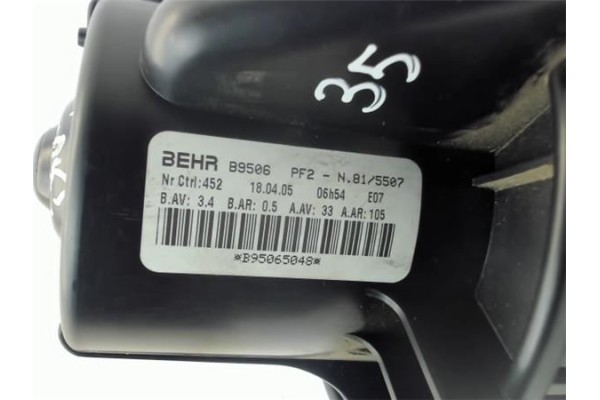 35
BEHR B9506 PF2 - N.81/5507
Nr Ctrl:452 18.04.05 06h54 E07
B.AV: 3.4 B.AR: 0.5 A.AV: 33 A.AR: 105
*B95065048*